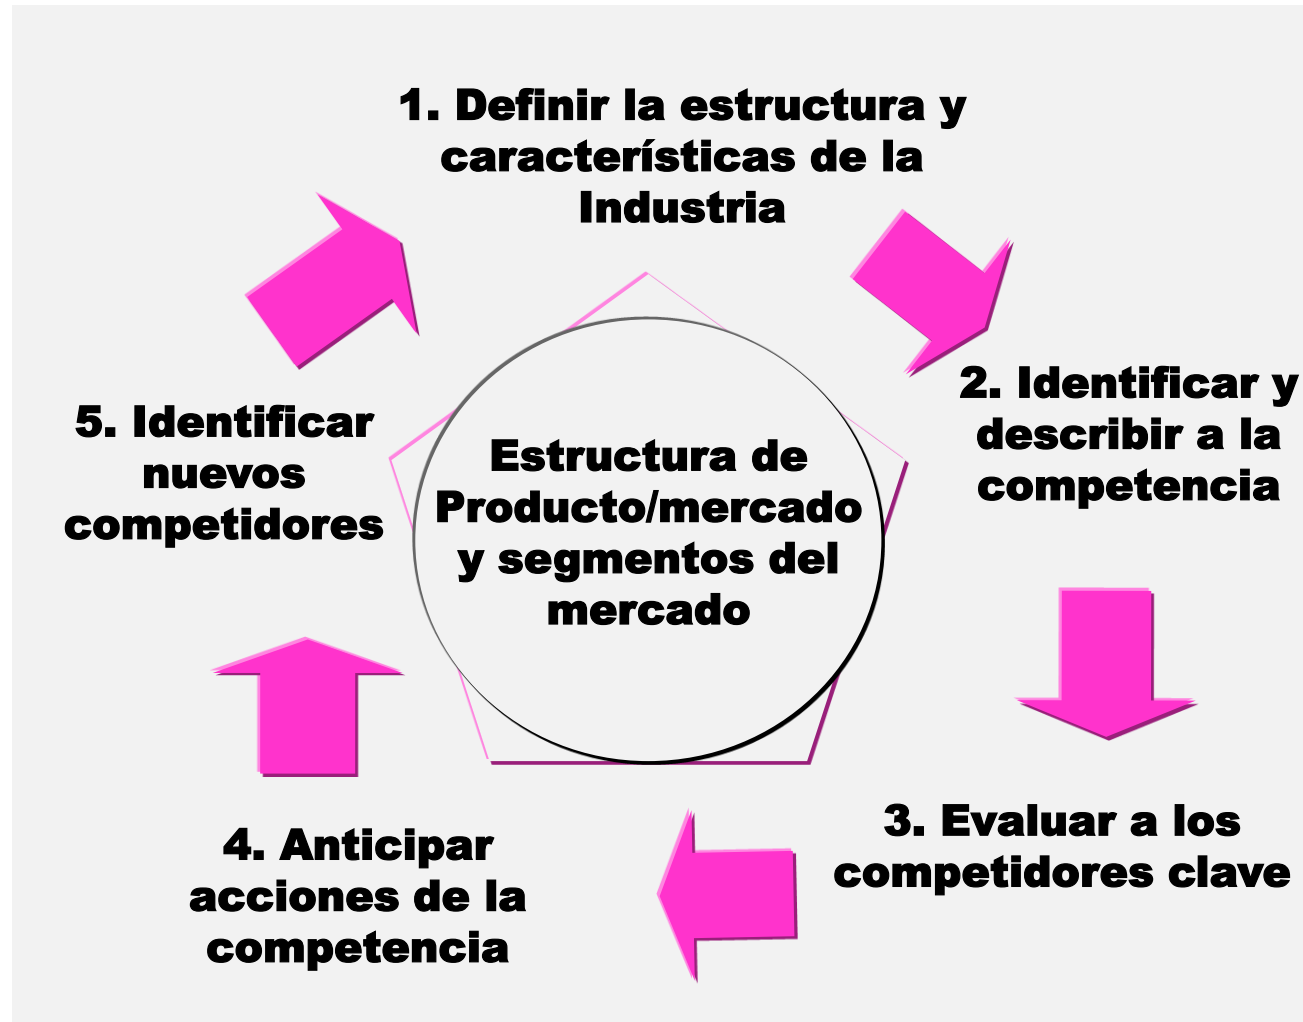 1. Definir la estructura y
características de la
Industria
2. Identificar y
describir a la
competencia
5. Identificar
nuevos
competidores
Estructura de
Producto/mercado
y segmentos del
mercado
3. Evaluar a los
competidores clave
4. Anticipar
acciones de la
competencia